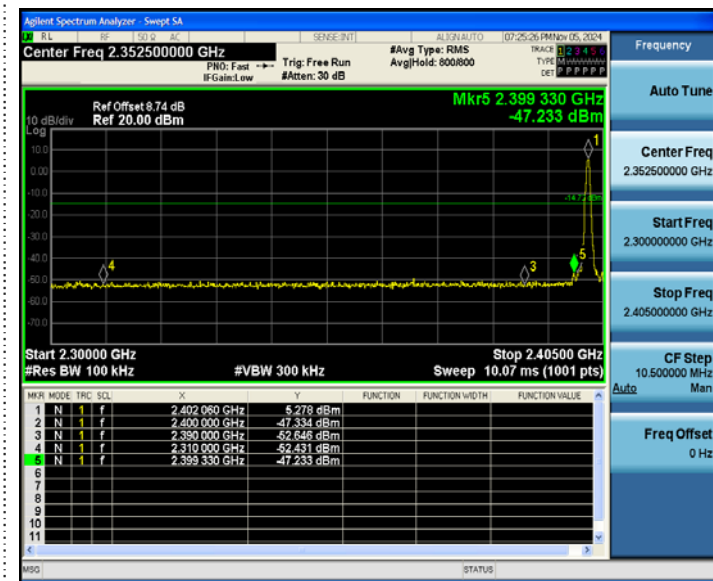 Agilent Spectrum Analyzer - Swept SA
RL RF 50 Ω AC SENSE:INT ALIGN AUTO 07:25:26 PM Nov 05, 2024
Center Freq 2.352500000 GHz #Avg Type: RMS TRACE 1 2 3 4 5 6
PNO: Fast Trig: Free Run Avg|Hold: 800/800 TYPE M
IFGain:Low #Atten: 30 dB DET P P P P P P
Mkr5 2.399 330 GHz
Ref Offset 8.74 dB
10 dB/div Ref 20.00 dBm -47.233 dBm
Log
10.0
0.00
-10.0
-20.0
-30.0
-40.0
-50.0
-60.0
-70.0
1
4
3
5
Start 2.30000 GHz Stop 2.40500 GHz
#Res BW 100 kHz #VBW 300 kHz Sweep 10.07 ms (1001 pts)
MKR MODE TRC SCL X Y FUNCTION FUNCTION WIDTH FUNCTION VALUE
1 N 1 f 2.402 060 GHz 5.278 dBm
2 N 1 f 2.400 000 GHz -47.334 dBm
3 N 1 f 2.390 000 GHz -52.646 dBm
4 N 1 f 2.310 000 GHz -52.431 dBm
5 N 1 f 2.399 330 GHz -47.233 dBm
6
7
8
9
10
11
MSG STATUS
Frequency
Auto Tune
Center Freq
2.352500000 GHz
Start Freq
2.300000000 GHz
Stop Freq
2.405000000 GHz
CF Step
10.500000 MHz
Auto Man
Freq Offset
0 Hz